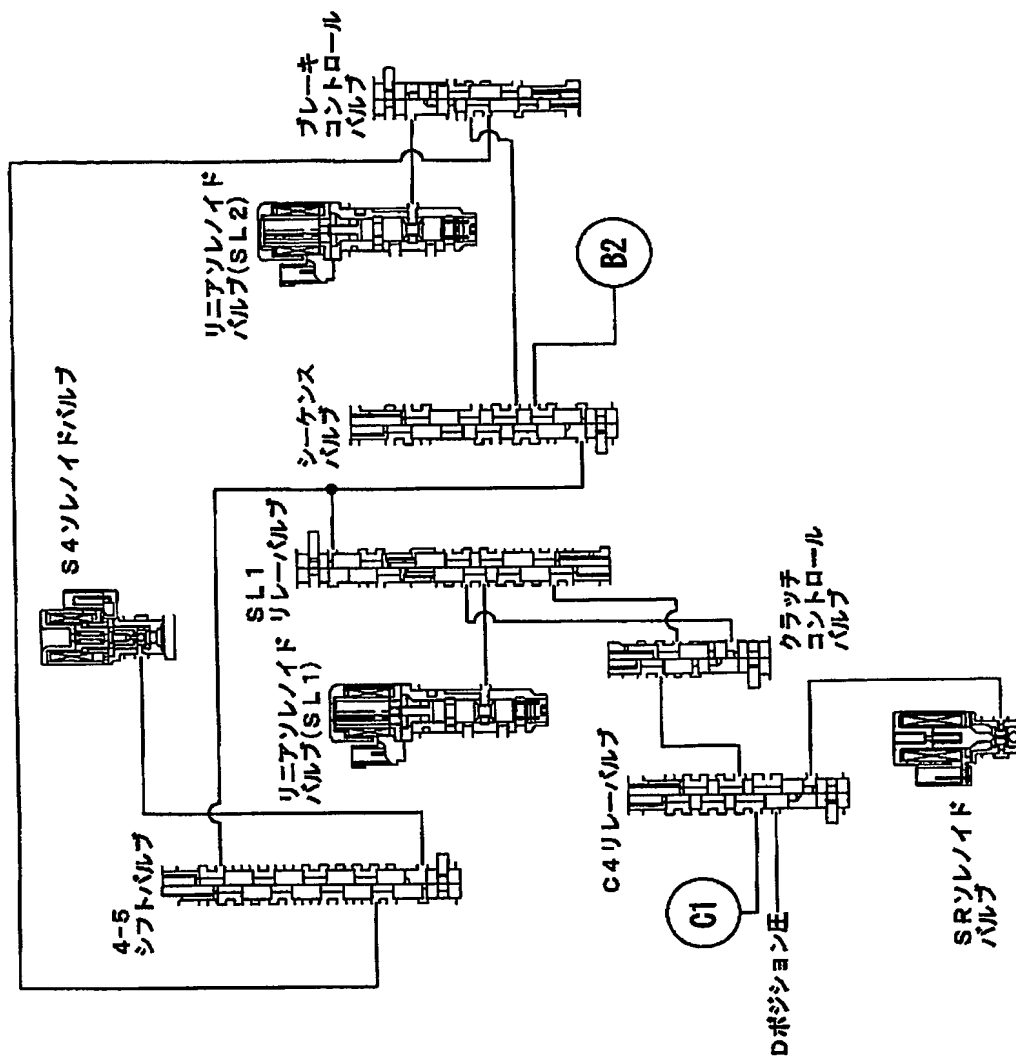 4-5
シフトバルブ
S4ソレノイドバルブ
リニアソレノイド
バルブ(SL1)
SL1
リレーバルブ
シーケンス
バルブ
リニアソレノイド
バルブ(SL2)
ブレーキ
コントロール
バルブ
B2
C1
Dポジション圧
C4リレーバルブ
クラッチ
コントロール
バルブ
SRソレノイド
バルブ